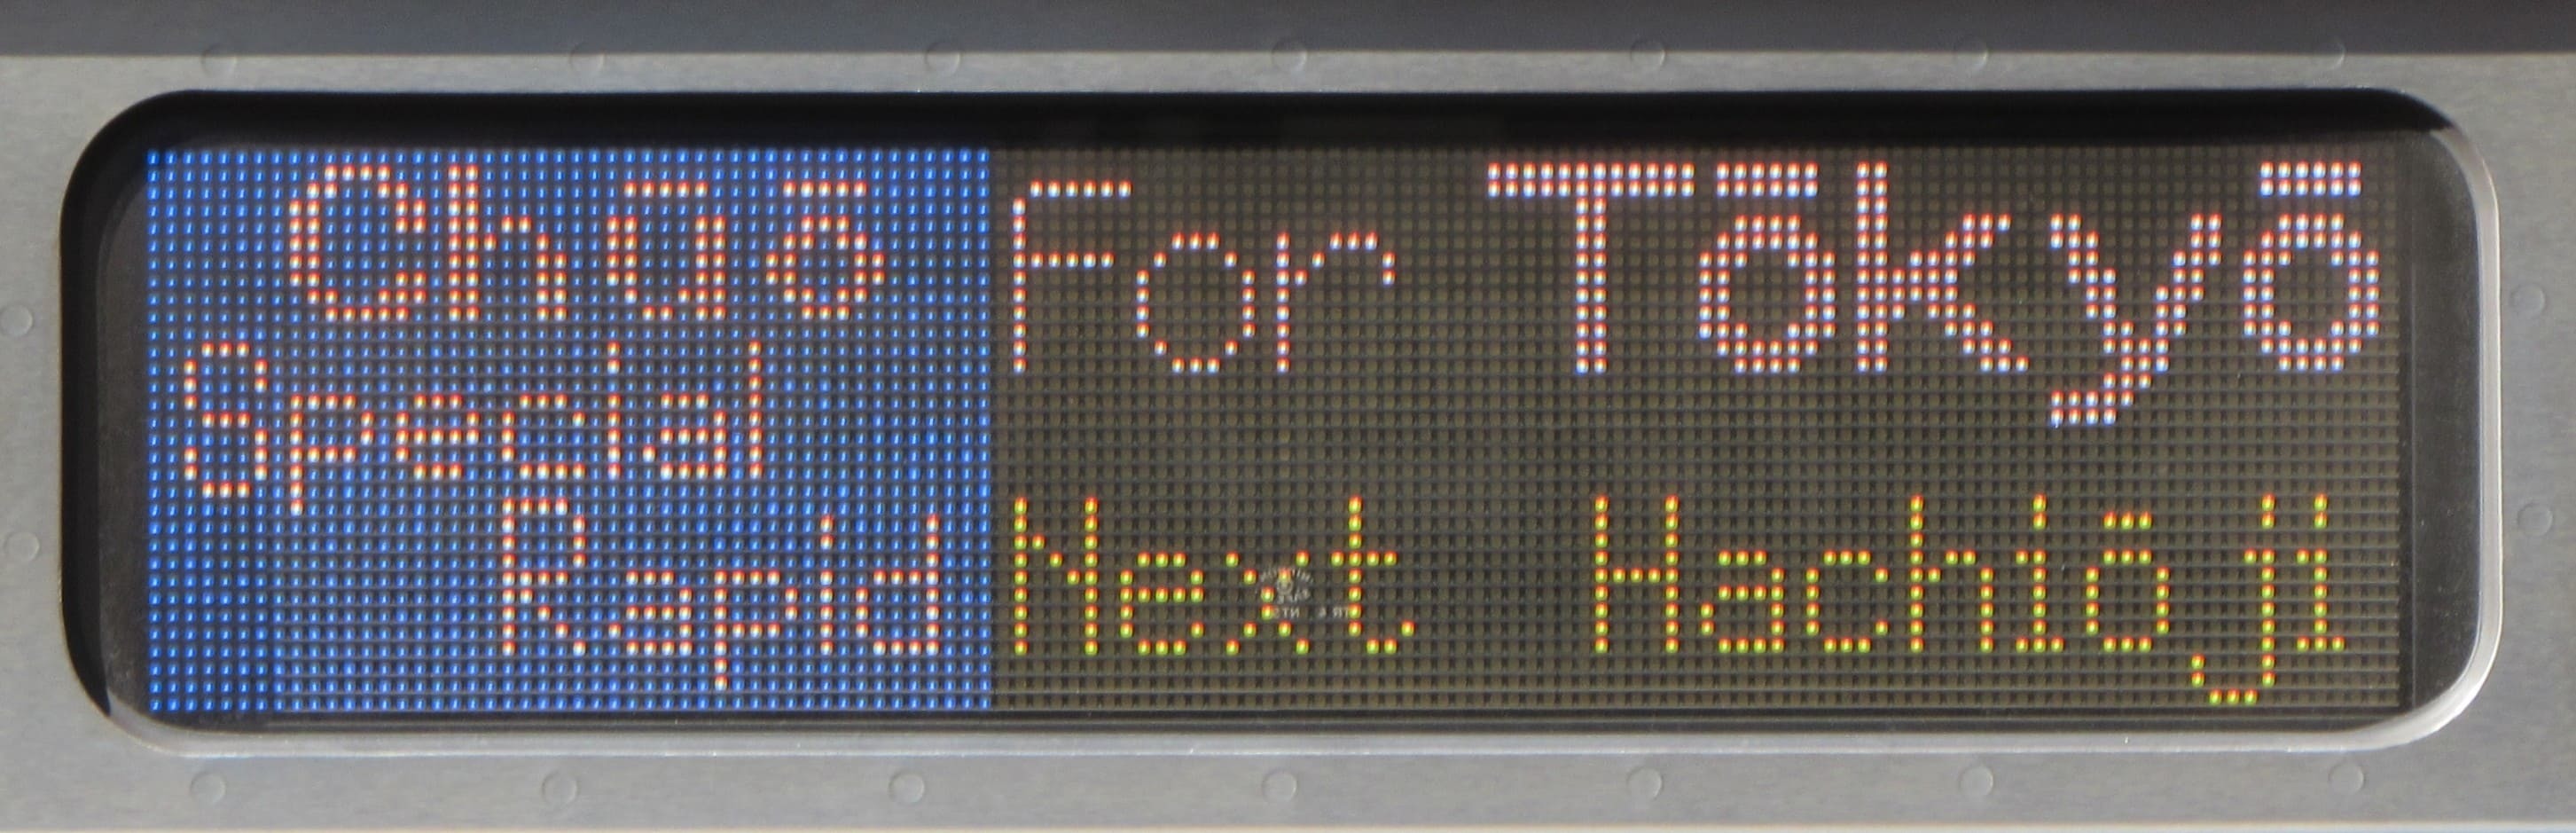 Chūō
Special
Rapid
For Tōkyō
Next Hachiōji